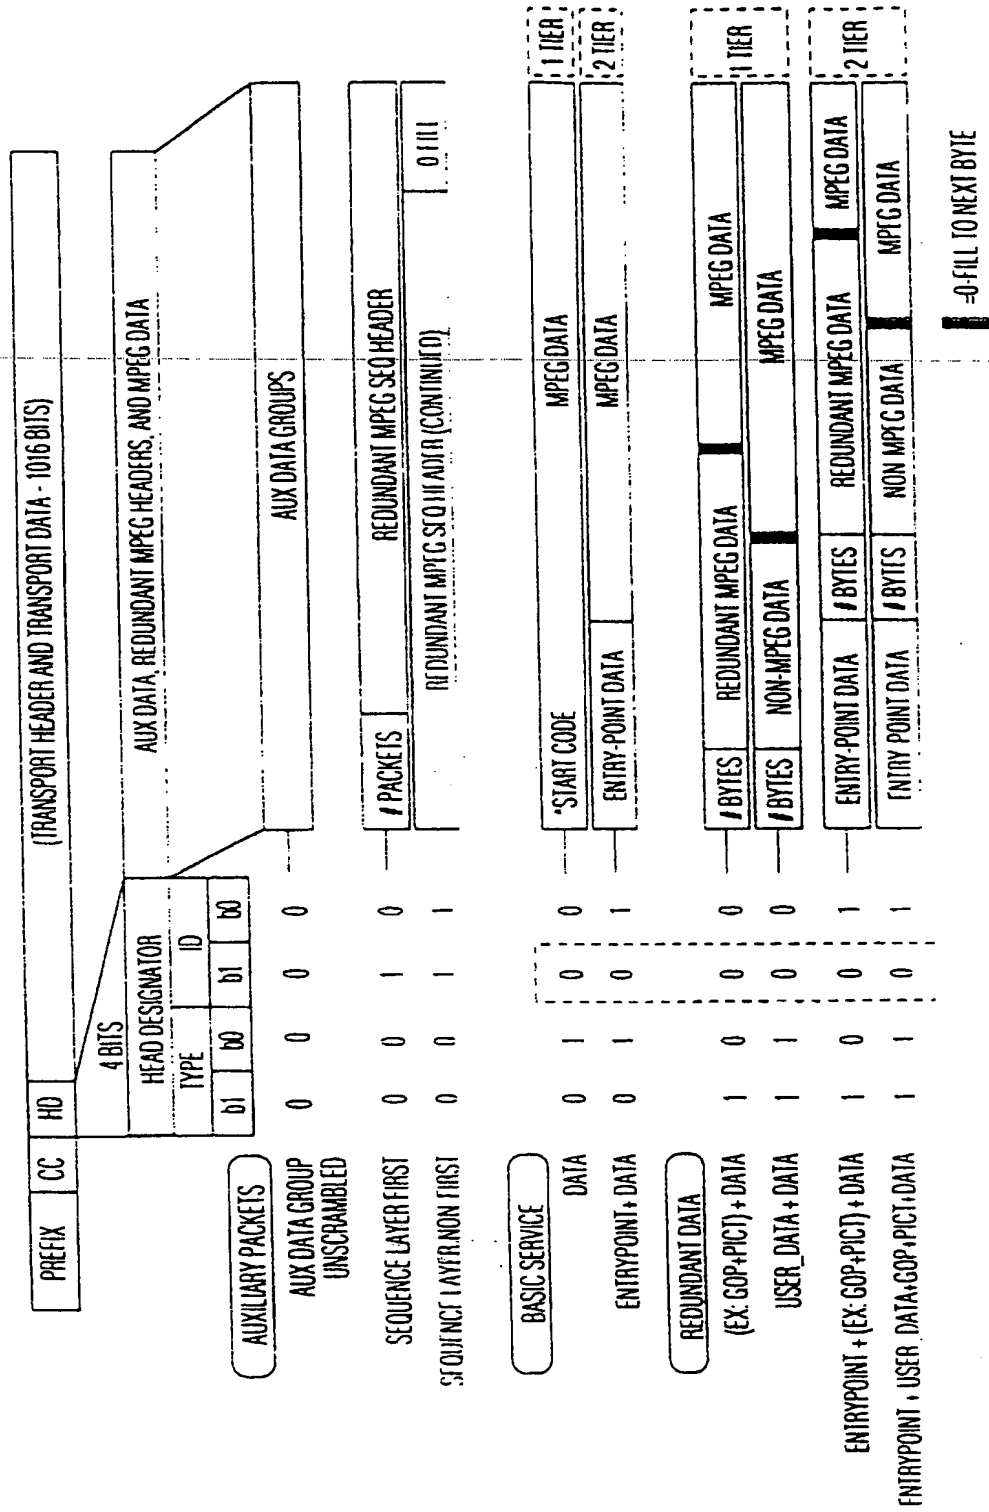 PREFIX CC HD (TRANSPORT HEADER AND TRANSPORT DATA - 1016 BITS)
4 BITS
HEAD DESIGNATOR AUX DATA, REDUNDANT MPEG HEADERS, AND MPEG DATA
TYPE ID
b1 b0 b1 b0
AUXILIARY PACKETS
AUX DATA GROUP 0 0 0 0 AUX DATA GROUPS
UNSCRAMBLED
SEQUENCE LAYER FIRST 0 0 1 0 # PACKETS REDUNDANT MPEG SEQ HEADER
SEQUENCE LAYER.NON FIRST 0 0 1 1 REDUNDANT MPEG SEQ HEADER (CONTINUED) 0 FILL
BASIC SERVICE
DATA 0 1 0 0 *START CODE MPEG DATA 1 TIER
ENTRYPOINT + DATA 0 1 0 1 ENTRY-POINT DATA MPEG DATA 2 TIER
REDUNDANT DATA
(EX: GOP+PICT) + DATA 1 0 0 0 # BYTES REDUNDANT MPEG DATA MPEG DATA 1 TIER
USER_DATA + DATA 1 1 0 0 # BYTES NON-MPEG DATA MPEG DATA
ENTRYPOINT + (EX: GOP+PICT) + DATA 1 0 0 1 ENTRY-POINT DATA # BYTES REDUNDANT MPEG DATA MPEG DATA 2 TIER
ENTRYPOINT + USER_DATA+GOP+PICT+DATA 1 1 0 1 ENTRY POINT DATA # BYTES NON MPEG DATA MPEG DATA
=0-FILL TO NEXT BYTE